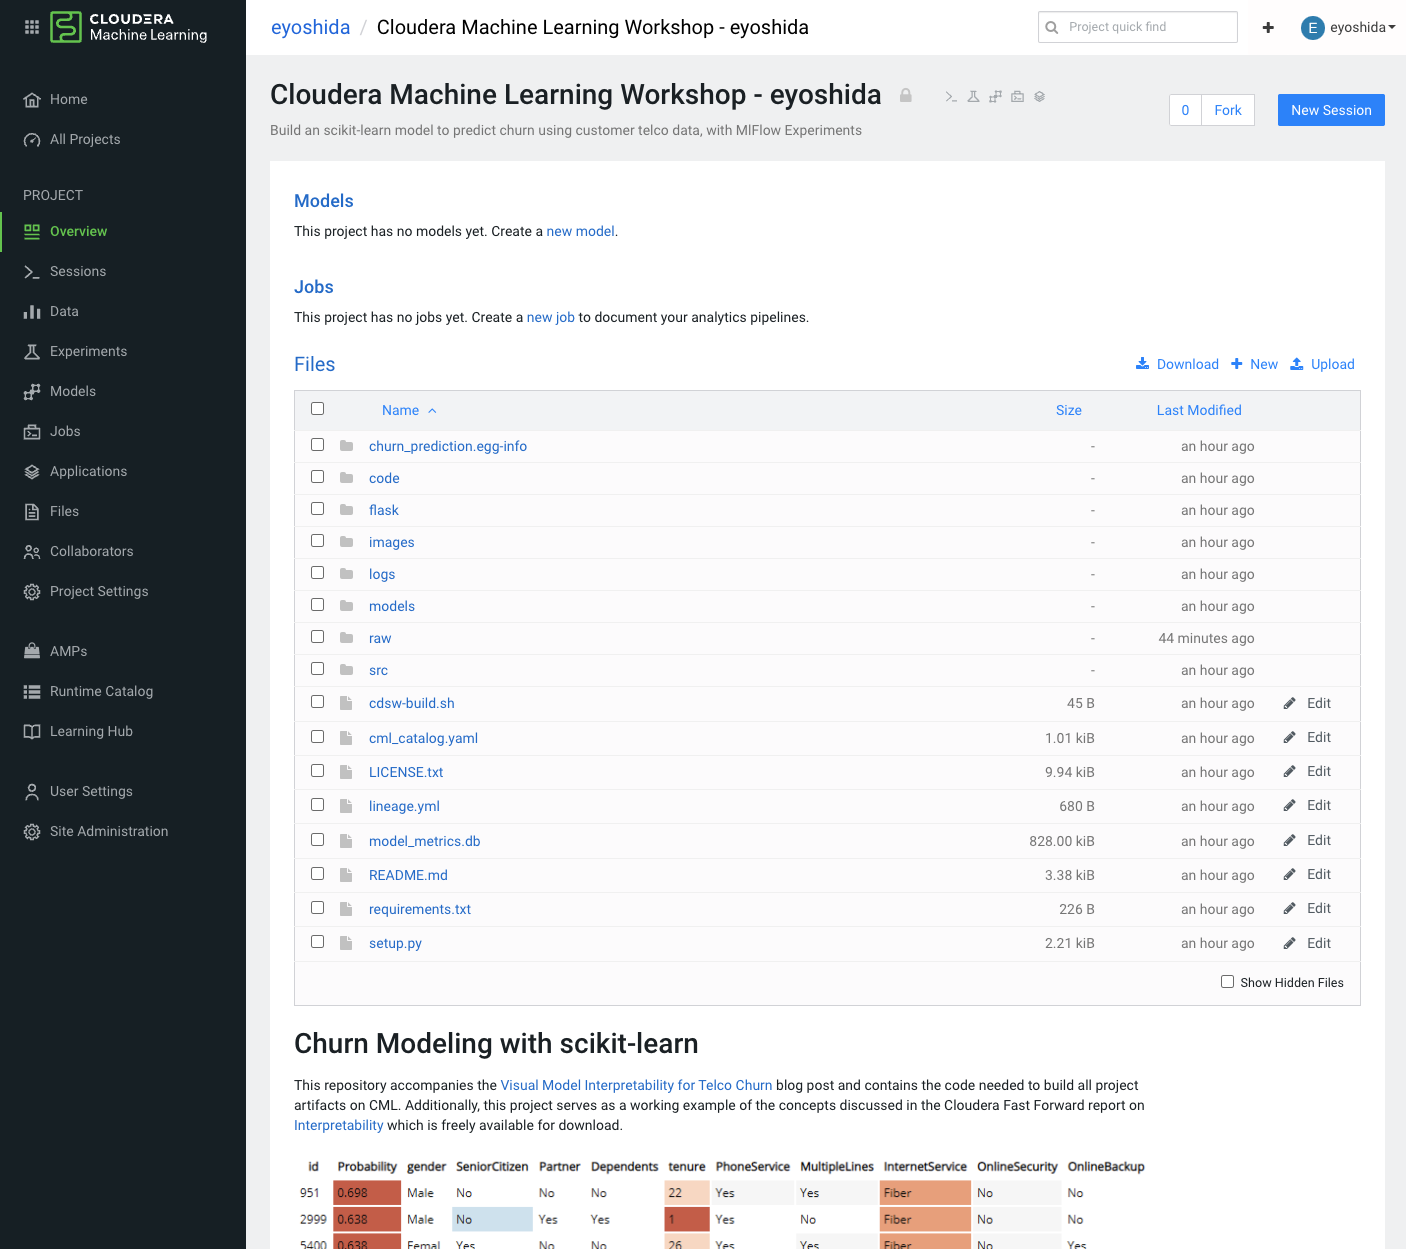 CLOUDERA
Machine Learning
eyoshida / Cloudera Machine Learning Workshop - eyoshida
Project quick find
E eyoshida
Home
All Projects
PROJECT
Overview
Sessions
Data
Experiments
Models
Jobs
Applications
Files
Collaborators
Project Settings
AMPs
Runtime Catalog
Learning Hub
User Settings
Site Administration
Cloudera Machine Learning Workshop - eyoshida
0 Fork New Session
Build an scikit-learn model to predict churn using customer telco data, with MlFlow Experiments
Models
This project has no models yet. Create a new model.
Jobs
This project has no jobs yet. Create a new job to document your analytics pipelines.
Files Download New Upload
Name Size Last Modified
churn_prediction.egg-info - an hour ago
code - an hour ago
flask - an hour ago
images - an hour ago
logs - an hour ago
models - an hour ago
raw - 44 minutes ago
src - an hour ago
cdsw-build.sh 45 B an hour ago Edit
cml_catalog.yaml 1.01 kiB an hour ago Edit
LICENSE.txt 9.94 kiB an hour ago Edit
lineage.yml 680 B an hour ago Edit
model_metrics.db 828.00 kiB an hour ago Edit
README.md 3.38 kiB an hour ago Edit
requirements.txt 226 B an hour ago Edit
setup.py 2.21 kiB an hour ago Edit
Show Hidden Files
Churn Modeling with scikit-learn
This repository accompanies the Visual Model Interpretability for Telco Churn blog post and contains the code needed to build all project
artifacts on CML. Additionally, this project serves as a working example of the concepts discussed in the Cloudera Fast Forward report on
Interpretability which is freely available for download.
id Probability gender SeniorCitizen Partner Dependents tenure PhoneService MultipleLines InternetService OnlineSecurity OnlineBackup
951 0.698 Male No No No 22 Yes Yes Fiber No No
2999 0.638 Male No Yes Yes 1 Yes No Fiber No No
5400 0.638 Femal Yes No No 26 Yes Yes Fiber No Yes